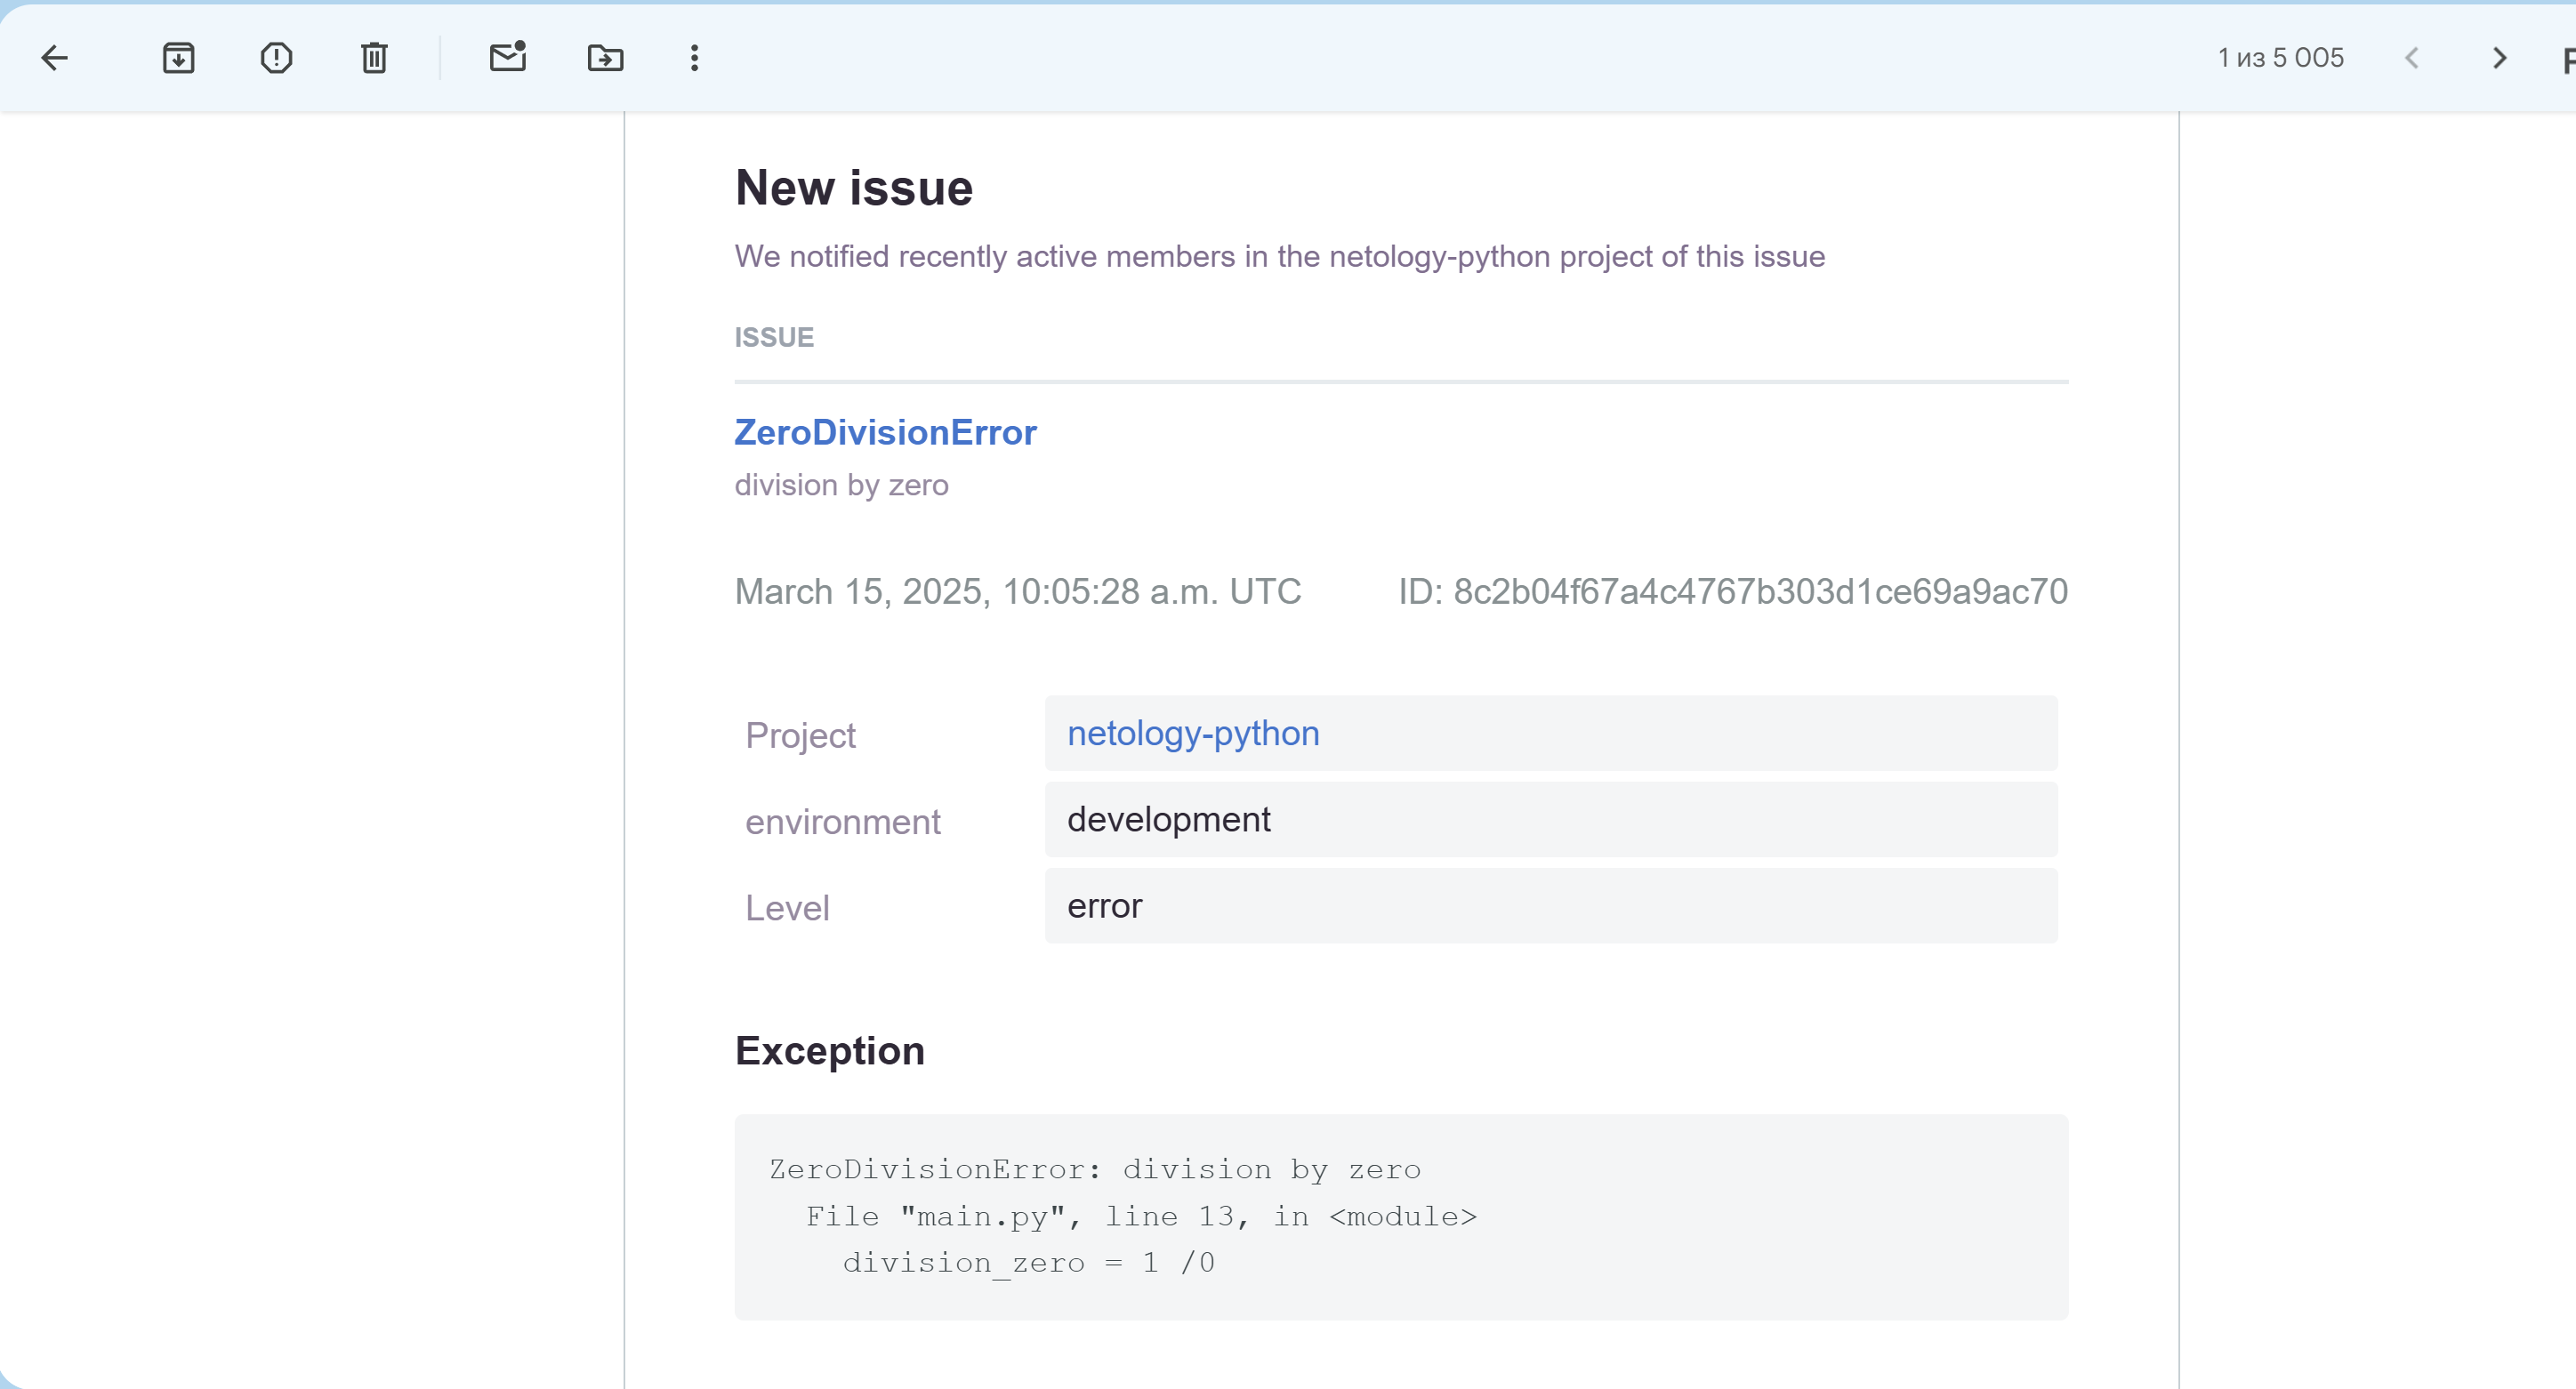 1 из 5 005
New issue
We notified recently active members in the netology-python project of this issue
ISSUE
ZeroDivisionError
division by zero
March 15, 2025, 10:05:28 a.m. UTC ID: 8c2b04f67a4c4767b303d1ce69a9ac70
Project netology-python
environment development
Level error
Exception
ZeroDivisionError: division by zero
File "main.py", line 13, in <module>
division_zero = 1 /0